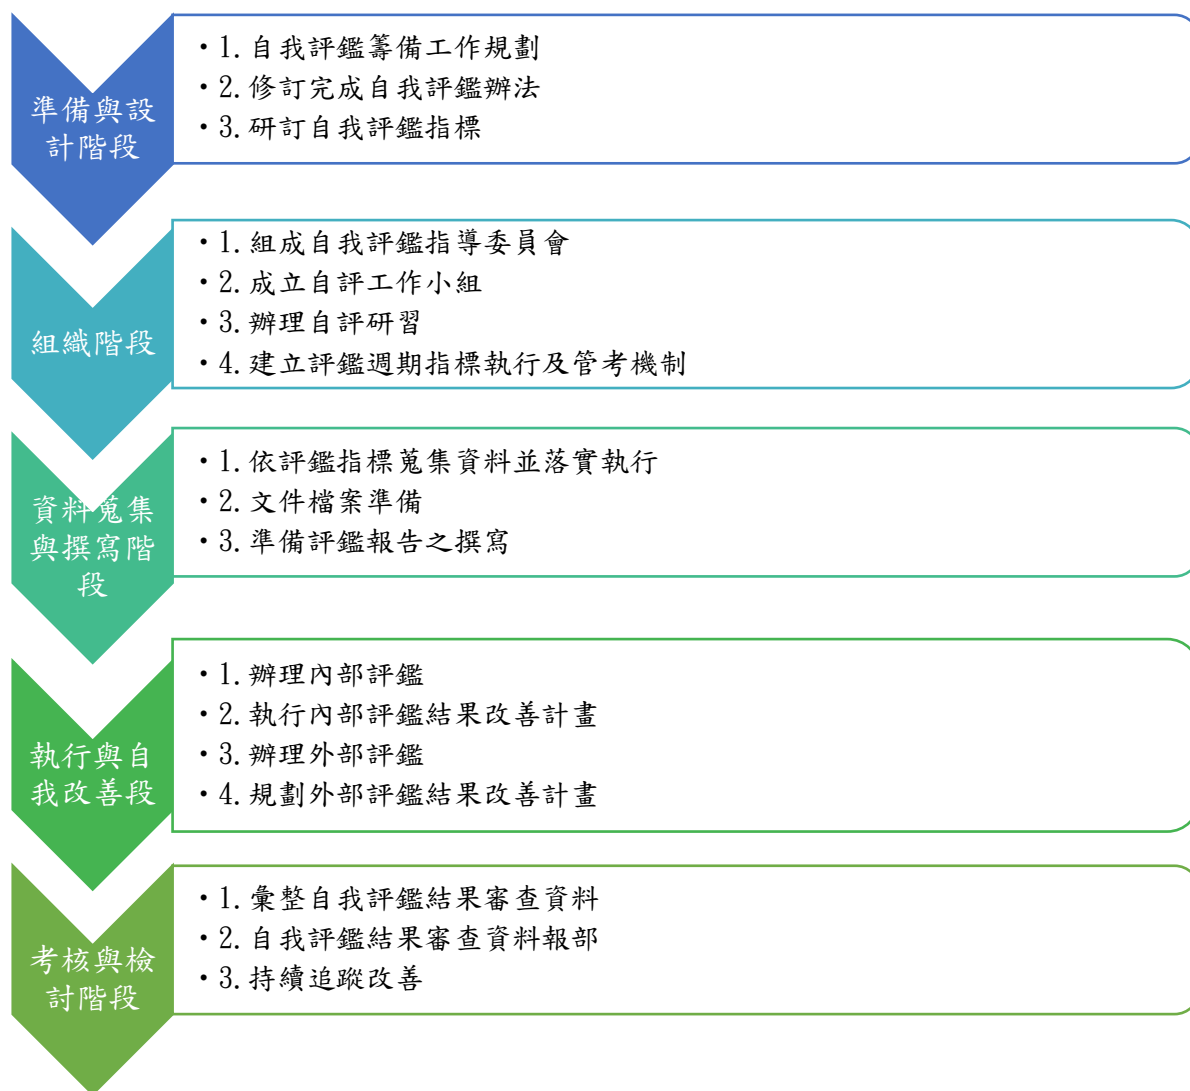 準備與設
計階段
・1.自我評鑑籌備工作規劃
・2.修訂完成自我評鑑辦法
・3.研訂自我評鑑指標
組織階段
・1.組成自我評鑑指導委員會
・2.成立自評工作小組
・3.辦理自評研習
・4.建立評鑑週期指標執行及管考機制
資料蒐集
與撰寫階
段
・1.依評鑑指標蒐集資料並落實執行
・2.文件檔案準備
・3.準備評鑑報告之撰寫
執行與自
我改善段
・1.辦理內部評鑑
・2.執行內部評鑑結果改善計畫
・3.辦理外部評鑑
・4.規劃外部評鑑結果改善計畫
考核與檢
討階段
・1.彙整自我評鑑結果審查資料
・2.自我評鑑結果審查資料報部
・3.持續追蹤改善